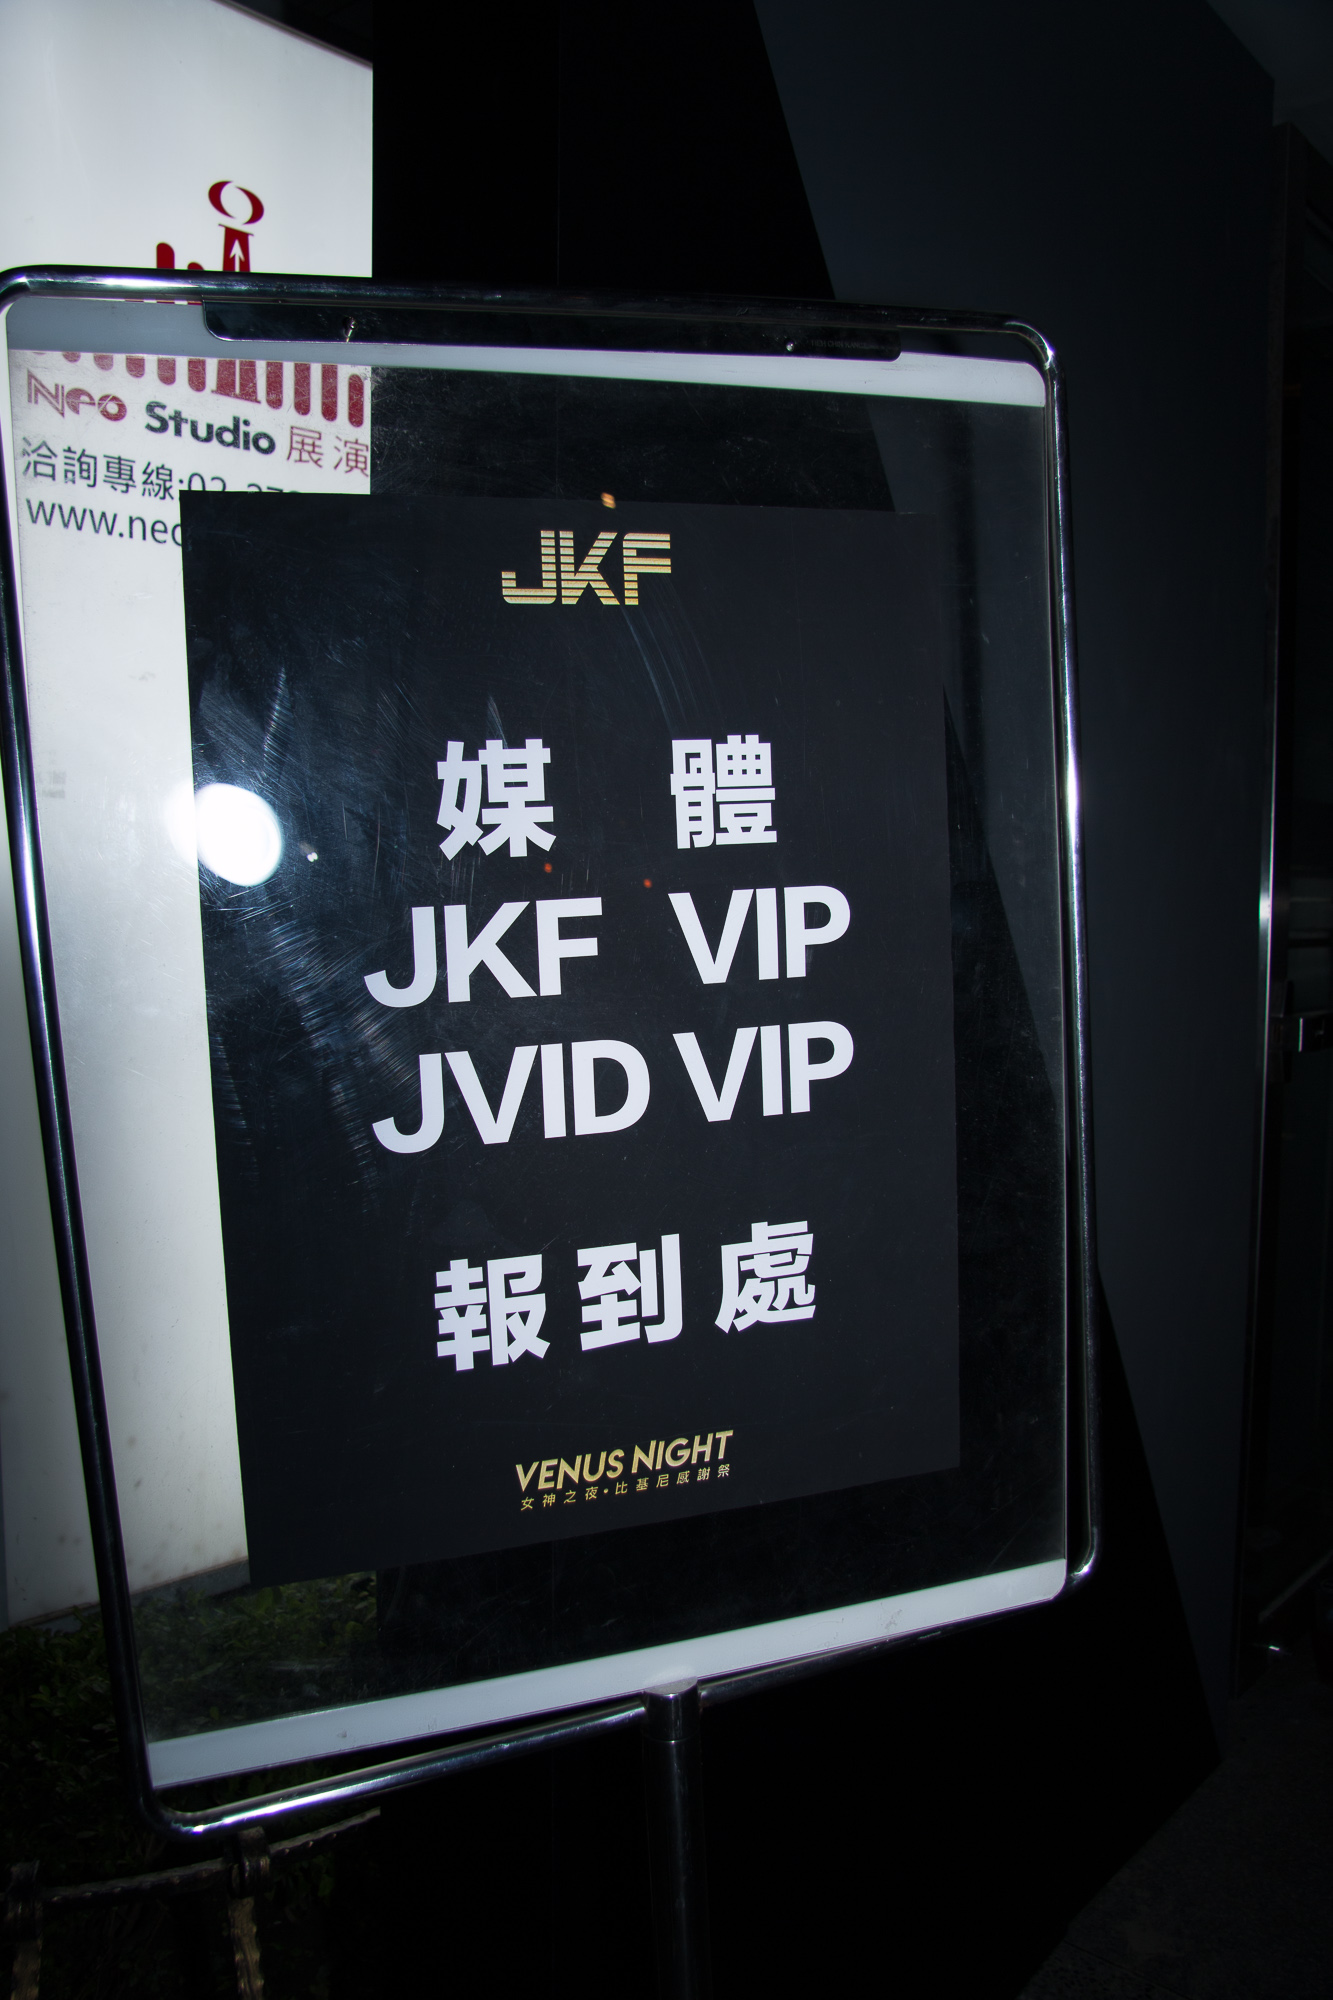 Neo Studio 展演
洽詢專線:02-
www.neo
JKF
媒 體
JKF VIP
JVID VIP
報到處
VENUS NIGHT
女神之夜•比基尼感謝祭